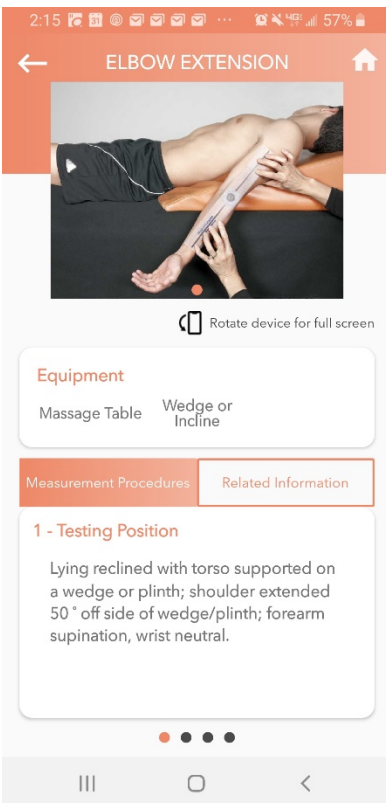 2:15 31 ... 4G 57%
ELBOW EXTENSION
Rotate device for full screen
Equipment
Massage Table
Wedge or
Incline
Measurement Procedures
Related Information
1 - Testing Position
Lying reclined with torso supported on
a wedge or plinth; shoulder extended
50˚ off side of wedge/plinth; forearm
supination, wrist neutral.